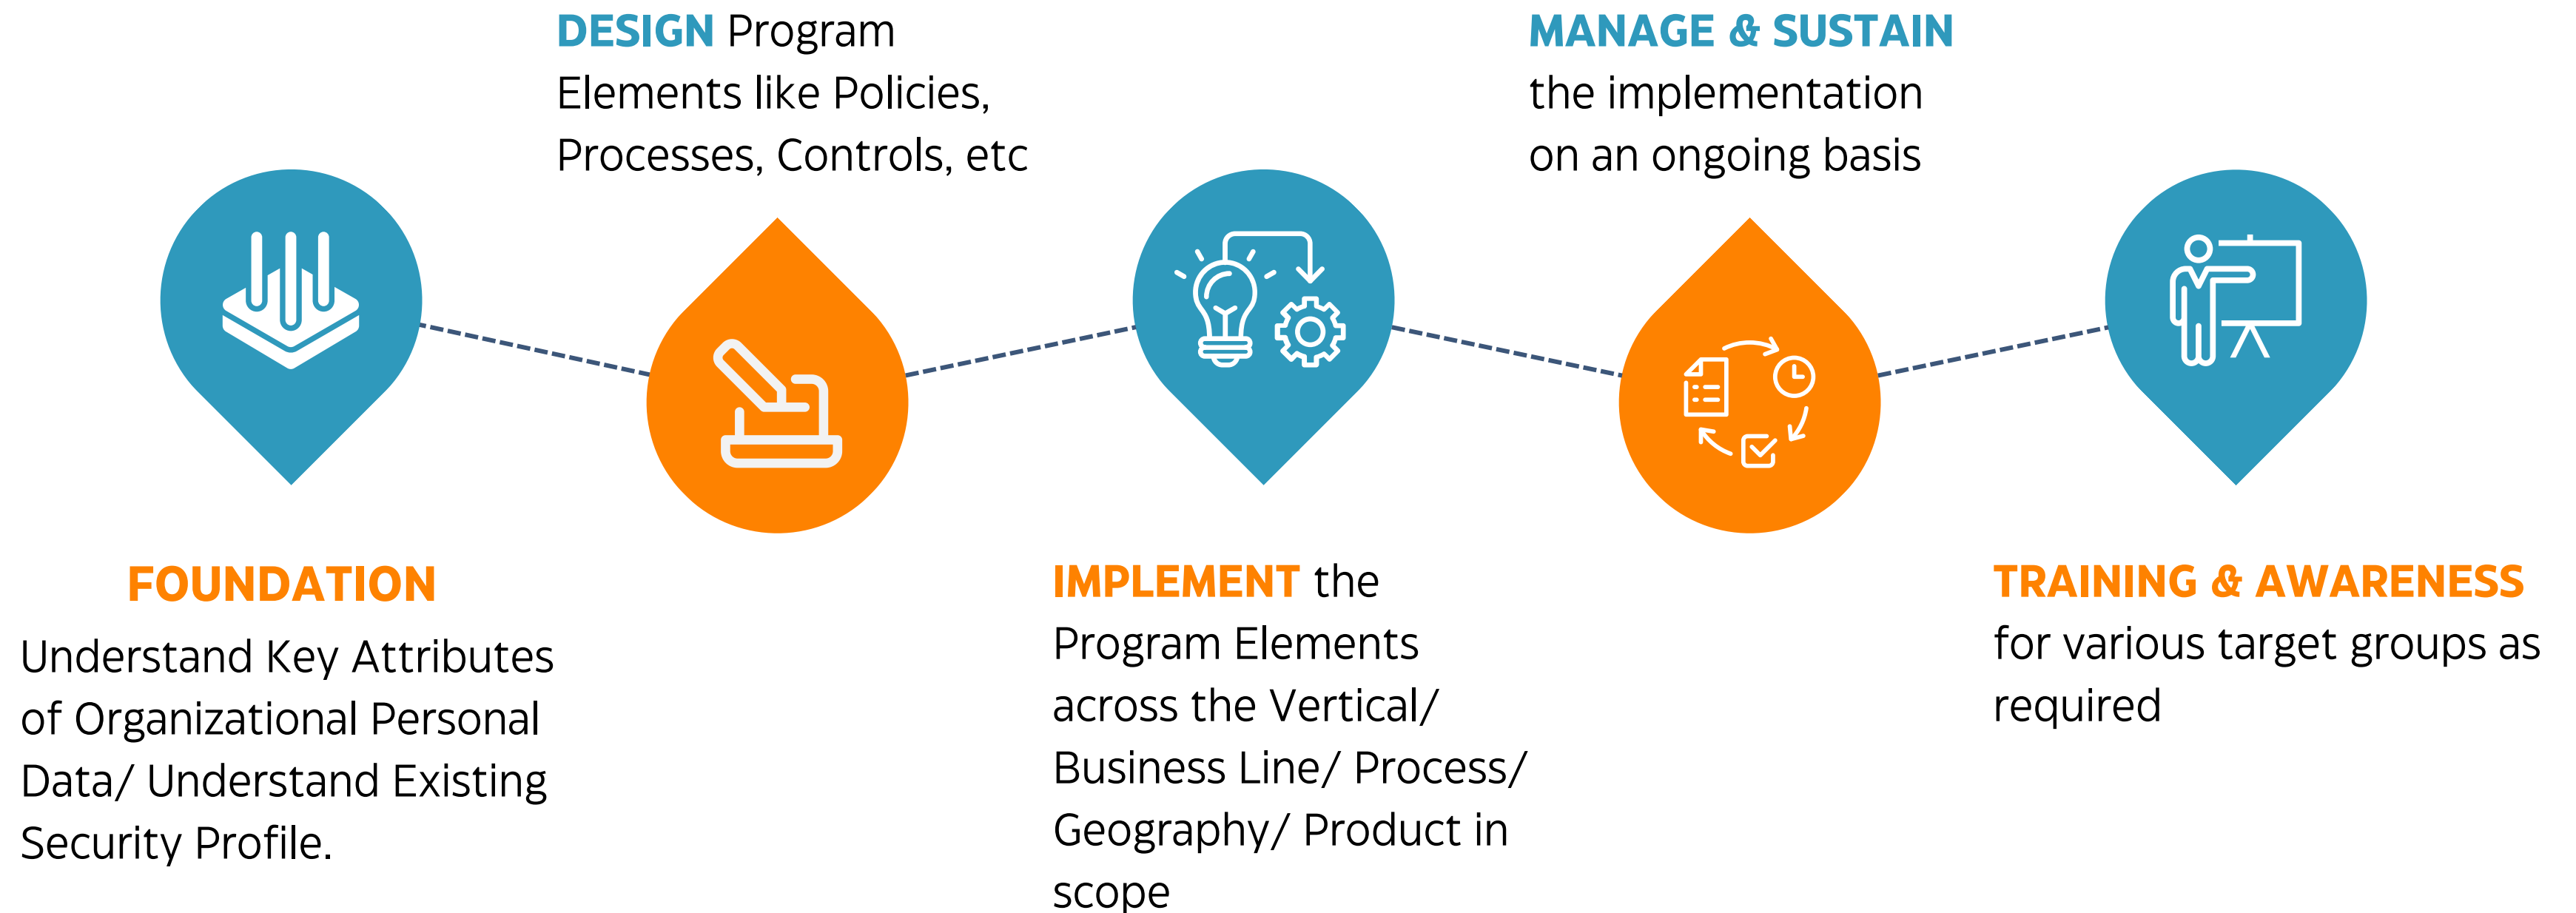 FOUNDATION
Understand Key Attributes
of Organizational Personal
Data/ Understand Existing
Security Profile.
DESIGN Program
Elements like Policies,
Processes, Controls, etc
IMPLEMENT the
Program Elements
across the Vertical/
Business Line/ Process/
Geography/ Product in
scope
MANAGE & SUSTAIN
the implementation
on an ongoing basis
TRAINING & AWARENESS
for various target groups as
required